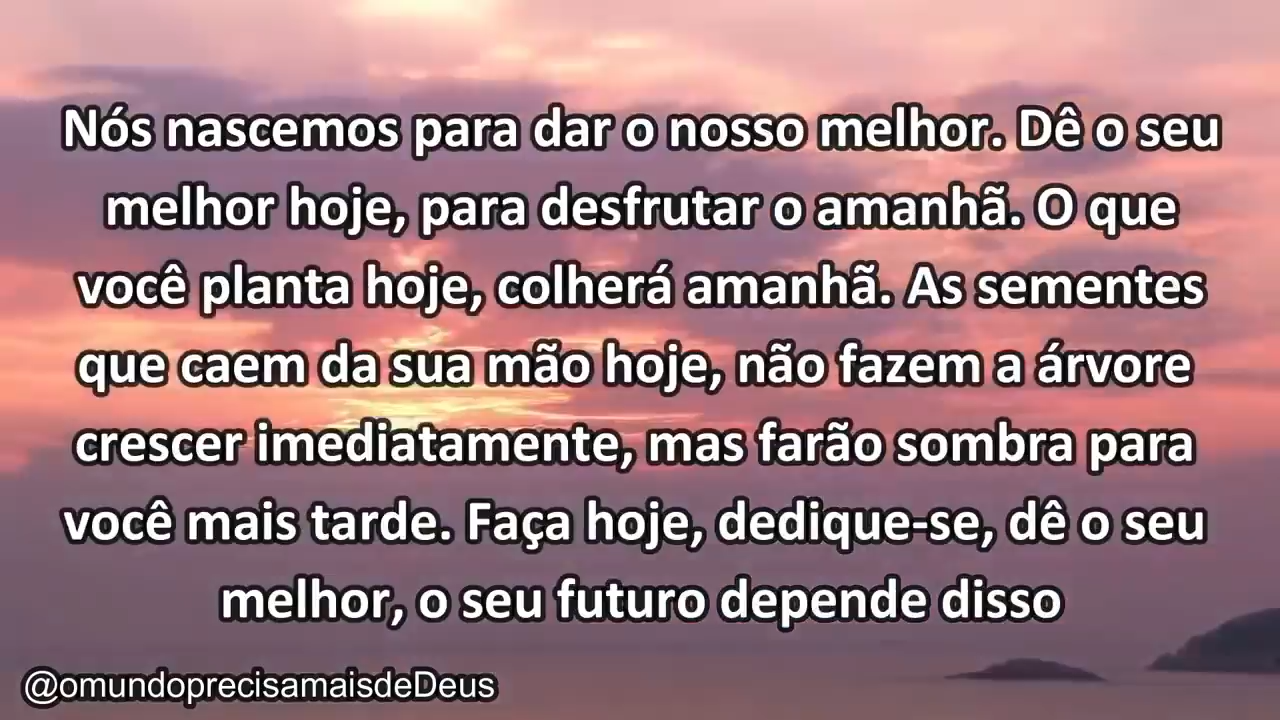 Nós nascemos para dar o nosso melhor. Dê o seu
melhor hoje, para desfrutar o amanhã. O que
você planta hoje, colherá amanhã. As sementes
que caem da sua mão hoje, não fazem a árvore
crescer imediatamente, mas farão sombra para
você mais tarde. Faça hoje, dedique-se, dê o seu
melhor, o seu futuro depende disso
@omundoprecisamaisdeDeus